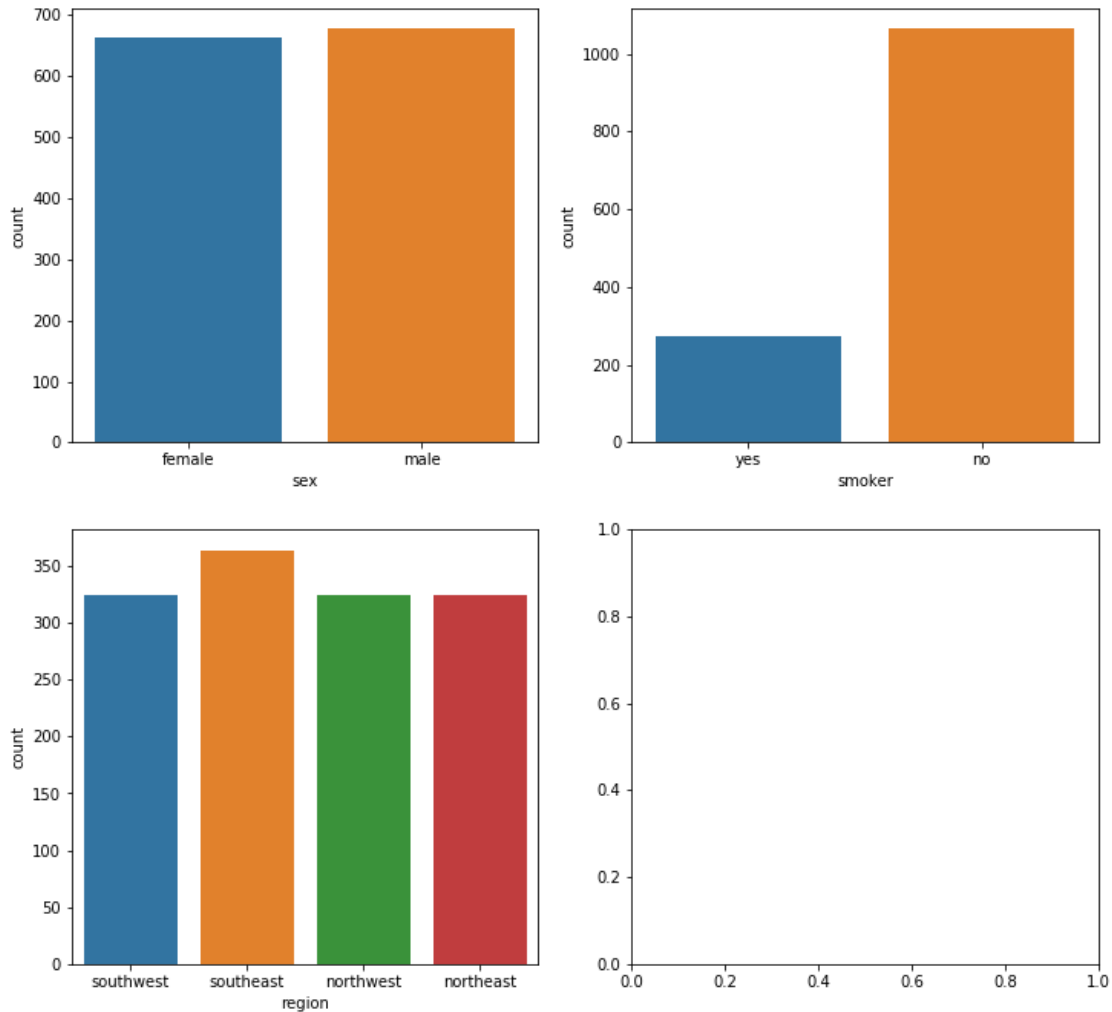 700
600
500
400
300
200
100
0
count
female male
sex
1000
800
600
400
200
0
count
yes no
smoker
350
300
250
200
150
100
50
0
count
southwest southeast northwest northeast
region
1.0
0.8
0.6
0.4
0.2
0.0
0.0 0.2 0.4 0.6 0.8 1.0